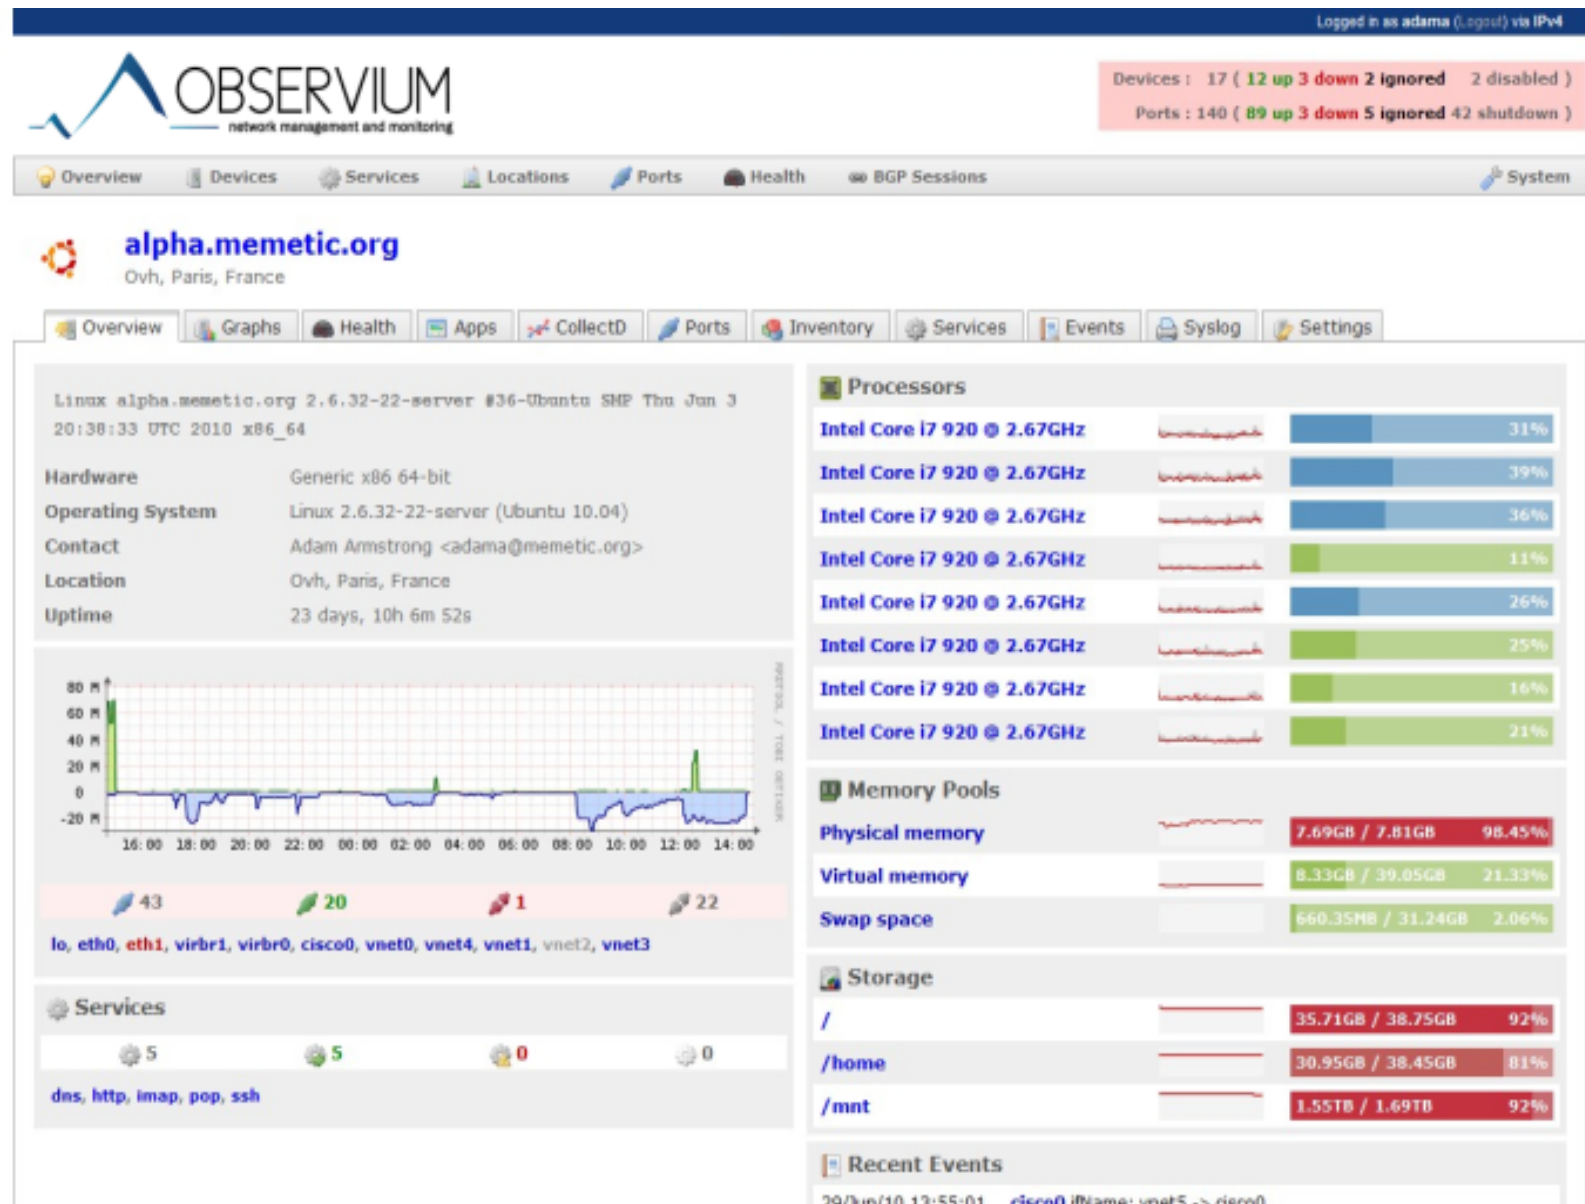 Logged in as adama (Logout) via IPv4
OBSERVIUM
network management and monitoring
Devices : 17 ( 12 up 3 down 2 ignored 2 disabled )
Ports : 140 ( 89 up 3 down 5 ignored 42 shutdown )
Overview Devices Services Locations Ports Health BGP Sessions System
alpha.memetic.org
Ovh, Paris, France
Overview Graphs Health Apps CollectD Ports Inventory Services Events Syslog Settings
Linux alpha.memetic.org 2.6.32-22-server #36-Ubuntu SMP Thu Jun 3
20:38:33 UTC 2010 x86_64
Hardware Generic x86 64-bit
Operating System Linux 2.6.32-22-server (Ubuntu 10.04)
Contact Adam Armstrong <adama@memetic.org>
Location Ovh, Paris, France
Uptime 23 days, 10h 6m 52s
80 M
60 M
40 M
20 M
0
-20 M
16:00 18:00 20:00 22:00 00:00 02:00 04:00 06:00 08:00 10:00 12:00 14:00
RRDTOOL / TOBI OETIKER
43 20 1 22
lo, eth0, eth1, virbr1, virbr0, cisco0, vnet0, vnet4, vnet1, vnet2, vnet3
Services
5 5 0 0
dns, http, imap, pop, ssh
Processors
Intel Core i7 920 @ 2.67GHz 31%
Intel Core i7 920 @ 2.67GHz 39%
Intel Core i7 920 @ 2.67GHz 36%
Intel Core i7 920 @ 2.67GHz 11%
Intel Core i7 920 @ 2.67GHz 26%
Intel Core i7 920 @ 2.67GHz 25%
Intel Core i7 920 @ 2.67GHz 16%
Intel Core i7 920 @ 2.67GHz 21%
Memory Pools
Physical memory 7.69GB / 7.81GB 98.45%
Virtual memory 8.33GB / 39.05GB 21.33%
Swap space 660.35MB / 31.24GB 2.06%
Storage
/ 35.71GB / 38.75GB 92%
/home 30.95GB / 38.45GB 81%
/mnt 1.55TB / 1.69TB 92%
Recent Events
29/Jun/10 13:55:01 cisco0 ifName: vnet5 -> cisco0